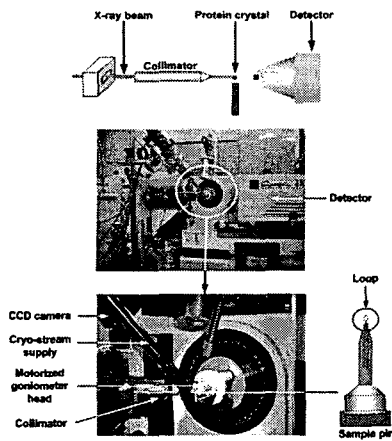 X-ray beam
Protein crystal
Detector
Collimator
Detector
Loop
CCD camera
Cryo-stream
supply
Motorized
goniometer
head
Collimator
Sample pin